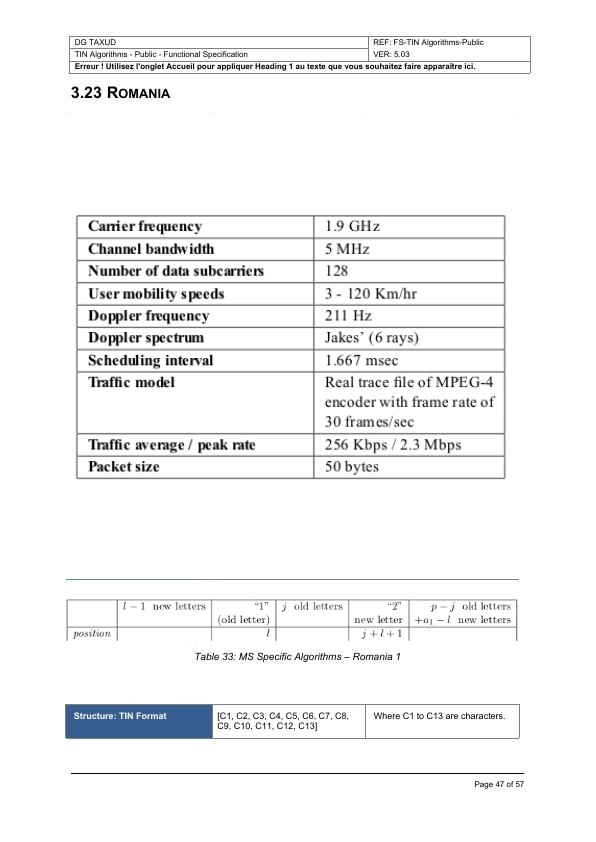 DG TAXUD REF: FS-TIN Algorithms-Public
TIN Algorithms - Public - Functional Specification VER: 5.03
Erreur ! Utilisez l'onglet Accueil pour appliquer Heading 1 au texte que vous souhaitez faire apparaître ici.
3.23 ROMANIA
Carrier frequency 1.9 GHz
Channel bandwidth 5 MHz
Number of data subcarriers 128
User mobility speeds 3 - 120 Km/hr
Doppler frequency 211 Hz
Doppler spectrum Jakes' (6 rays)
Scheduling interval 1.667 msec
Traffic model Real trace file of MPEG-4
encoder with frame rate of
30 frames/sec
Traffic average / peak rate 256 Kbps / 2.3 Mbps
Packet size 50 bytes
l − 1 new letters "1" j old letters "2" p − j old letters
(old letter) new letter +a₁ − l new letters
position l j + l + 1
Table 33: MS Specific Algorithms – Romania 1
Structure: TIN Format [C1, C2, C3, C4, C5, C6, C7, C8, Where C1 to C13 are characters.
C9, C10, C11, C12, C13]
Page 47 of 57